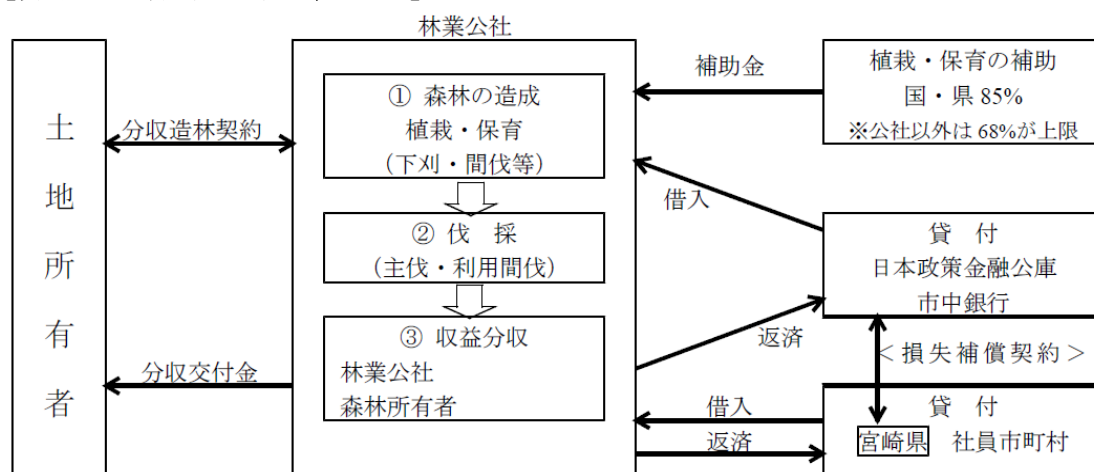 林業公社
土地所有者
分収造林契約
分収交付金
① 森林の造成
植栽・保育
(下刈・間伐等)
② 伐 採
(主伐・利用間伐)
③ 収益分収
林業公社
森林所有者
補助金
植栽・保育の補助
国・県 85%
※公社以外は 68%が上限
借入
貸 付
日本政策金融公庫
市中銀行
返済
＜損失補償契約＞
借入
返済
貸 付
宮崎県 社員市町村